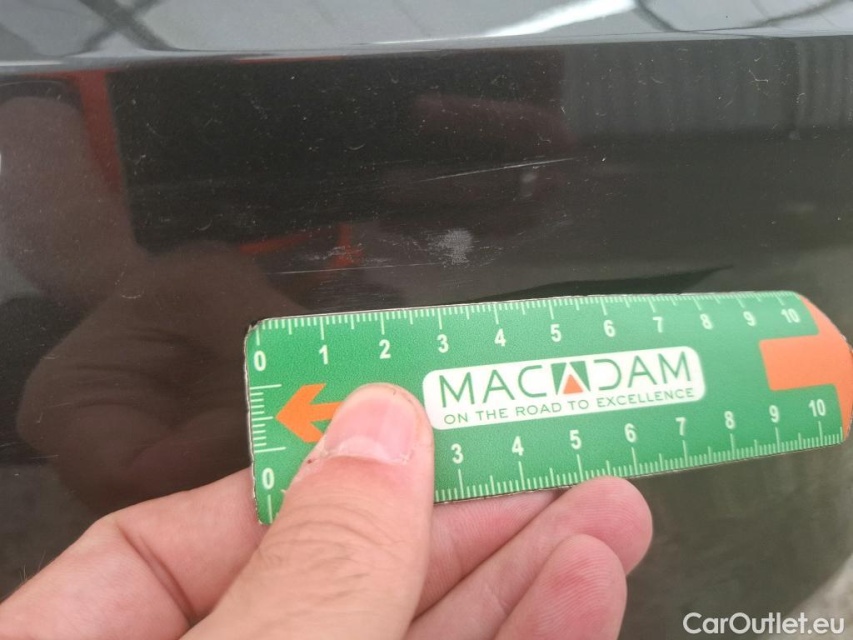 0 1 2 3 4 5 6 7 8 9 10
MACADAM
ON THE ROAD TO EXCELLENCE
0 3 4 5 6 7 8 9 10
CarOutlet.eu